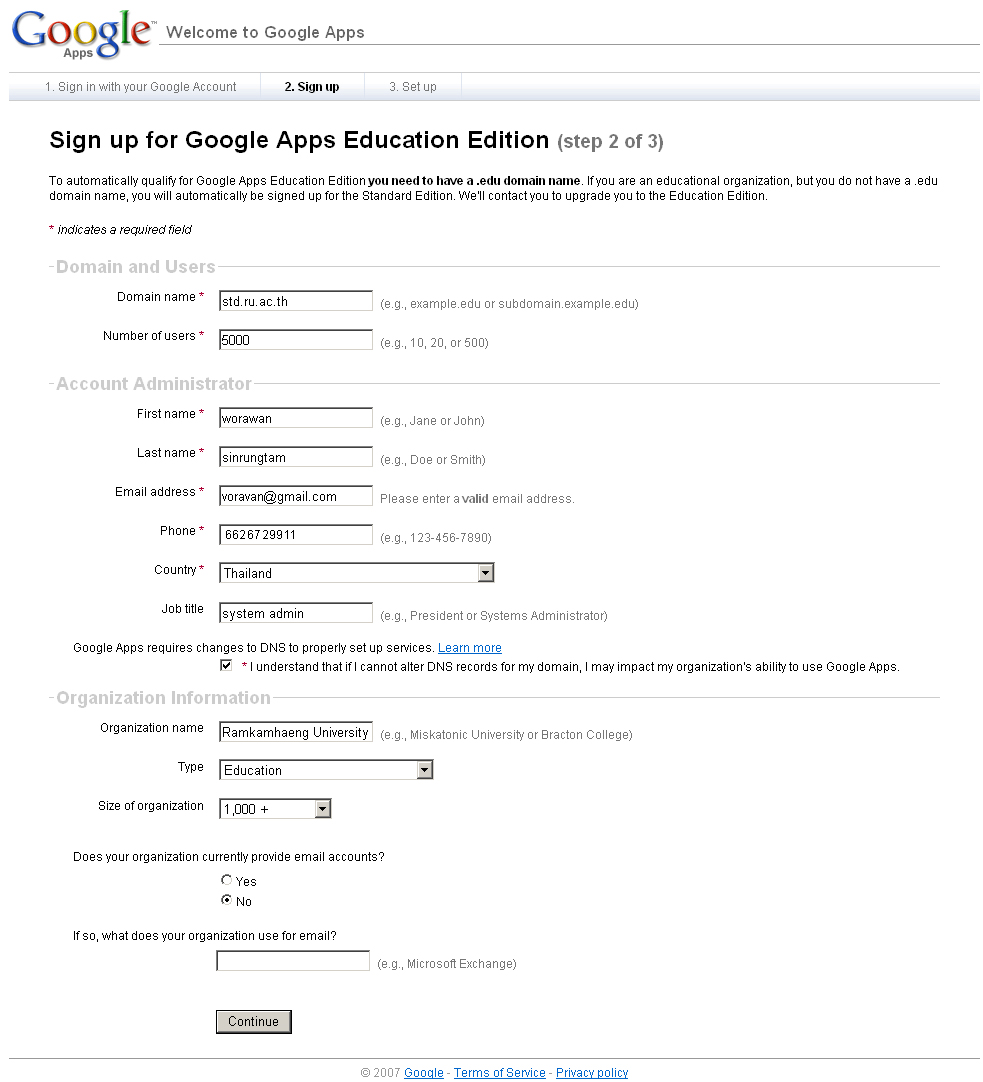 Google™ Apps
Welcome to Google Apps
1. Sign in with your Google Account 2. Sign up 3. Set up
Sign up for Google Apps Education Edition (step 2 of 3)
To automatically qualify for Google Apps Education Edition you need to have a .edu domain name. If you are an educational organization, but you do not have a .edu
domain name, you will automatically be signed up for the Standard Edition. We'll contact you to upgrade you to the Education Edition.
* indicates a required field
Domain and Users
Domain name * std.ru.ac.th (e.g., example.edu or subdomain.example.edu)
Number of users * 5000 (e.g., 10, 20, or 500)
Account Administrator
First name * worawan (e.g., Jane or John)
Last name * sinrungtam (e.g., Doe or Smith)
Email address * voravan@gmail.com Please enter a valid email address.
Phone * 6626729911 (e.g., 123-456-7890)
Country * Thailand
Job title system admin (e.g., President or Systems Administrator)
Google Apps requires changes to DNS to properly set up services. Learn more
* I understand that if I cannot alter DNS records for my domain, I may impact my organization's ability to use Google Apps.
Organization Information
Organization name Ramkamhaeng University (e.g., Miskatonic University or Bracton College)
Type Education
Size of organization 1,000 +
Does your organization currently provide email accounts?
Yes
No
If so, what does your organization use for email?
(e.g., Microsoft Exchange)
Continue
© 2007 Google - Terms of Service - Privacy policy